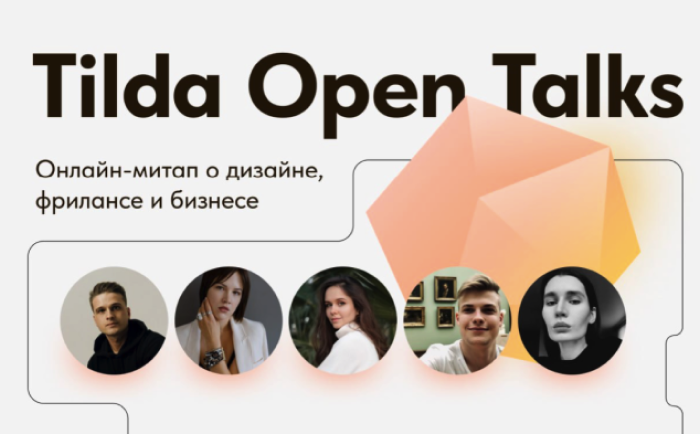 Tilda Open Talks
Онлайн-митап о дизайне,
фрилансе и бизнесе